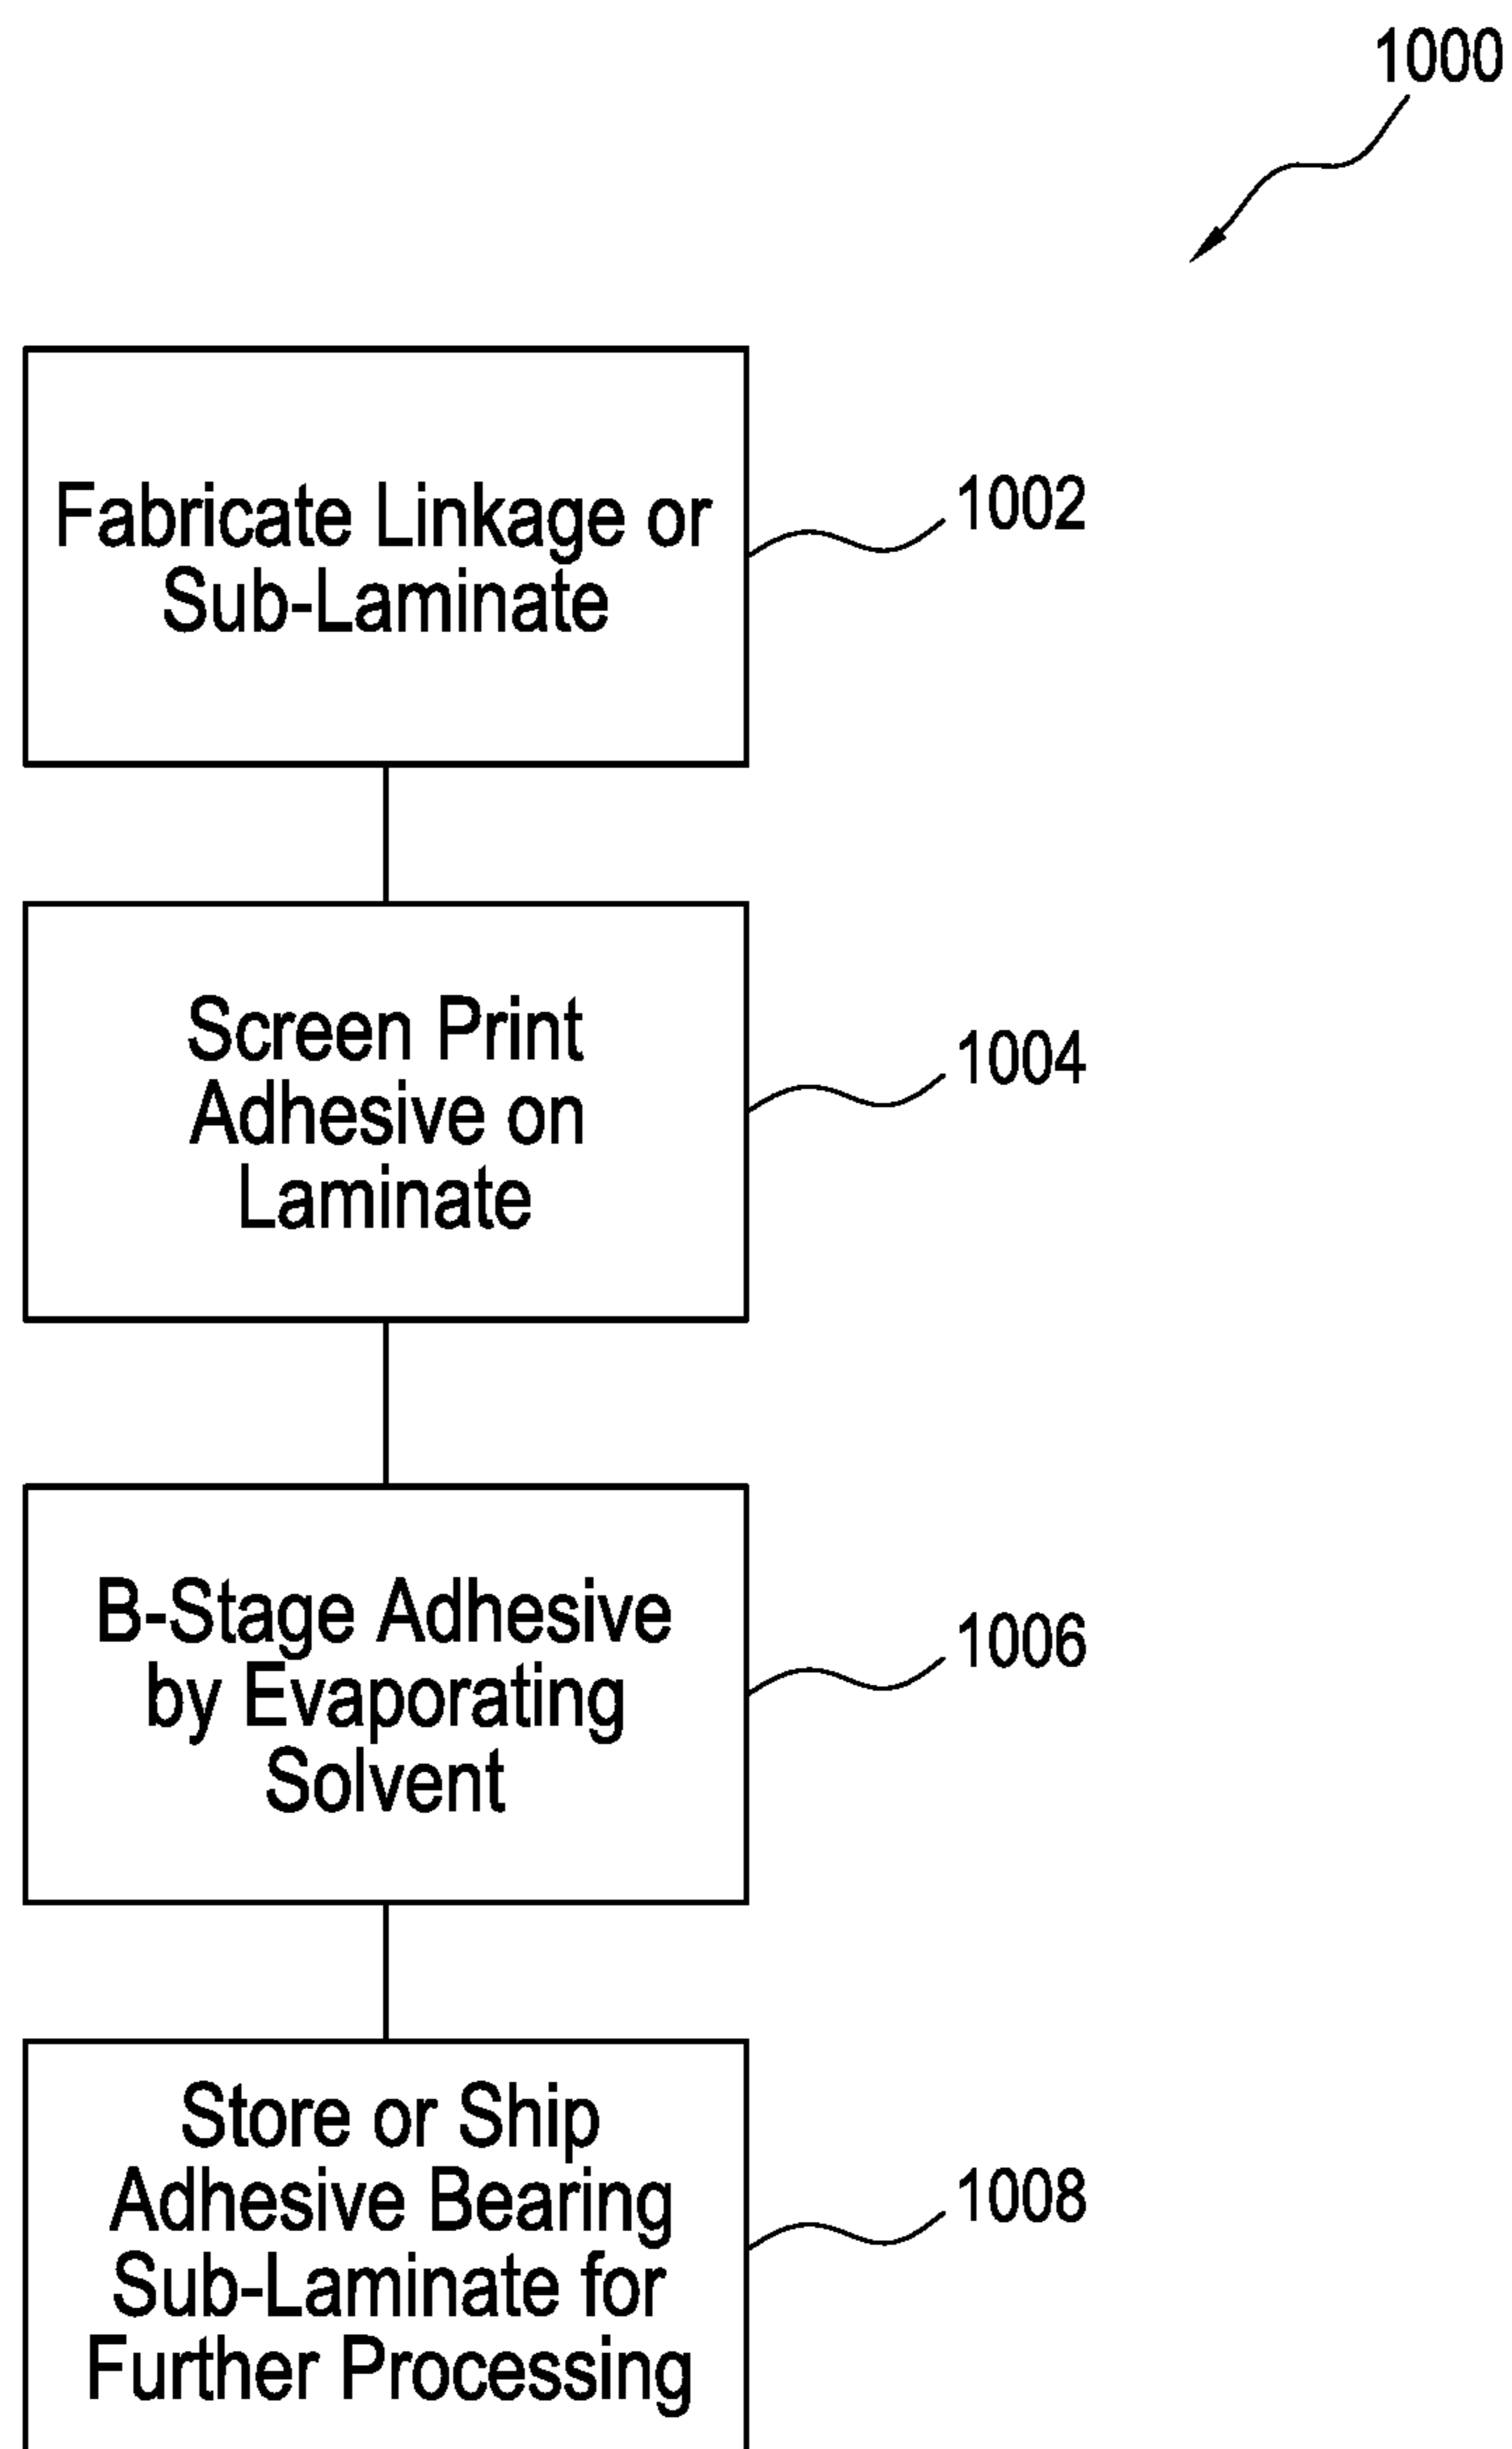 1000
Fabricate Linkage or
Sub-Laminate
1002
Screen Print
Adhesive on
Laminate
1004
B-Stage Adhesive
by Evaporating
Solvent
1006
Store or Ship
Adhesive Bearing
Sub-Laminate for
Further Processing
1008